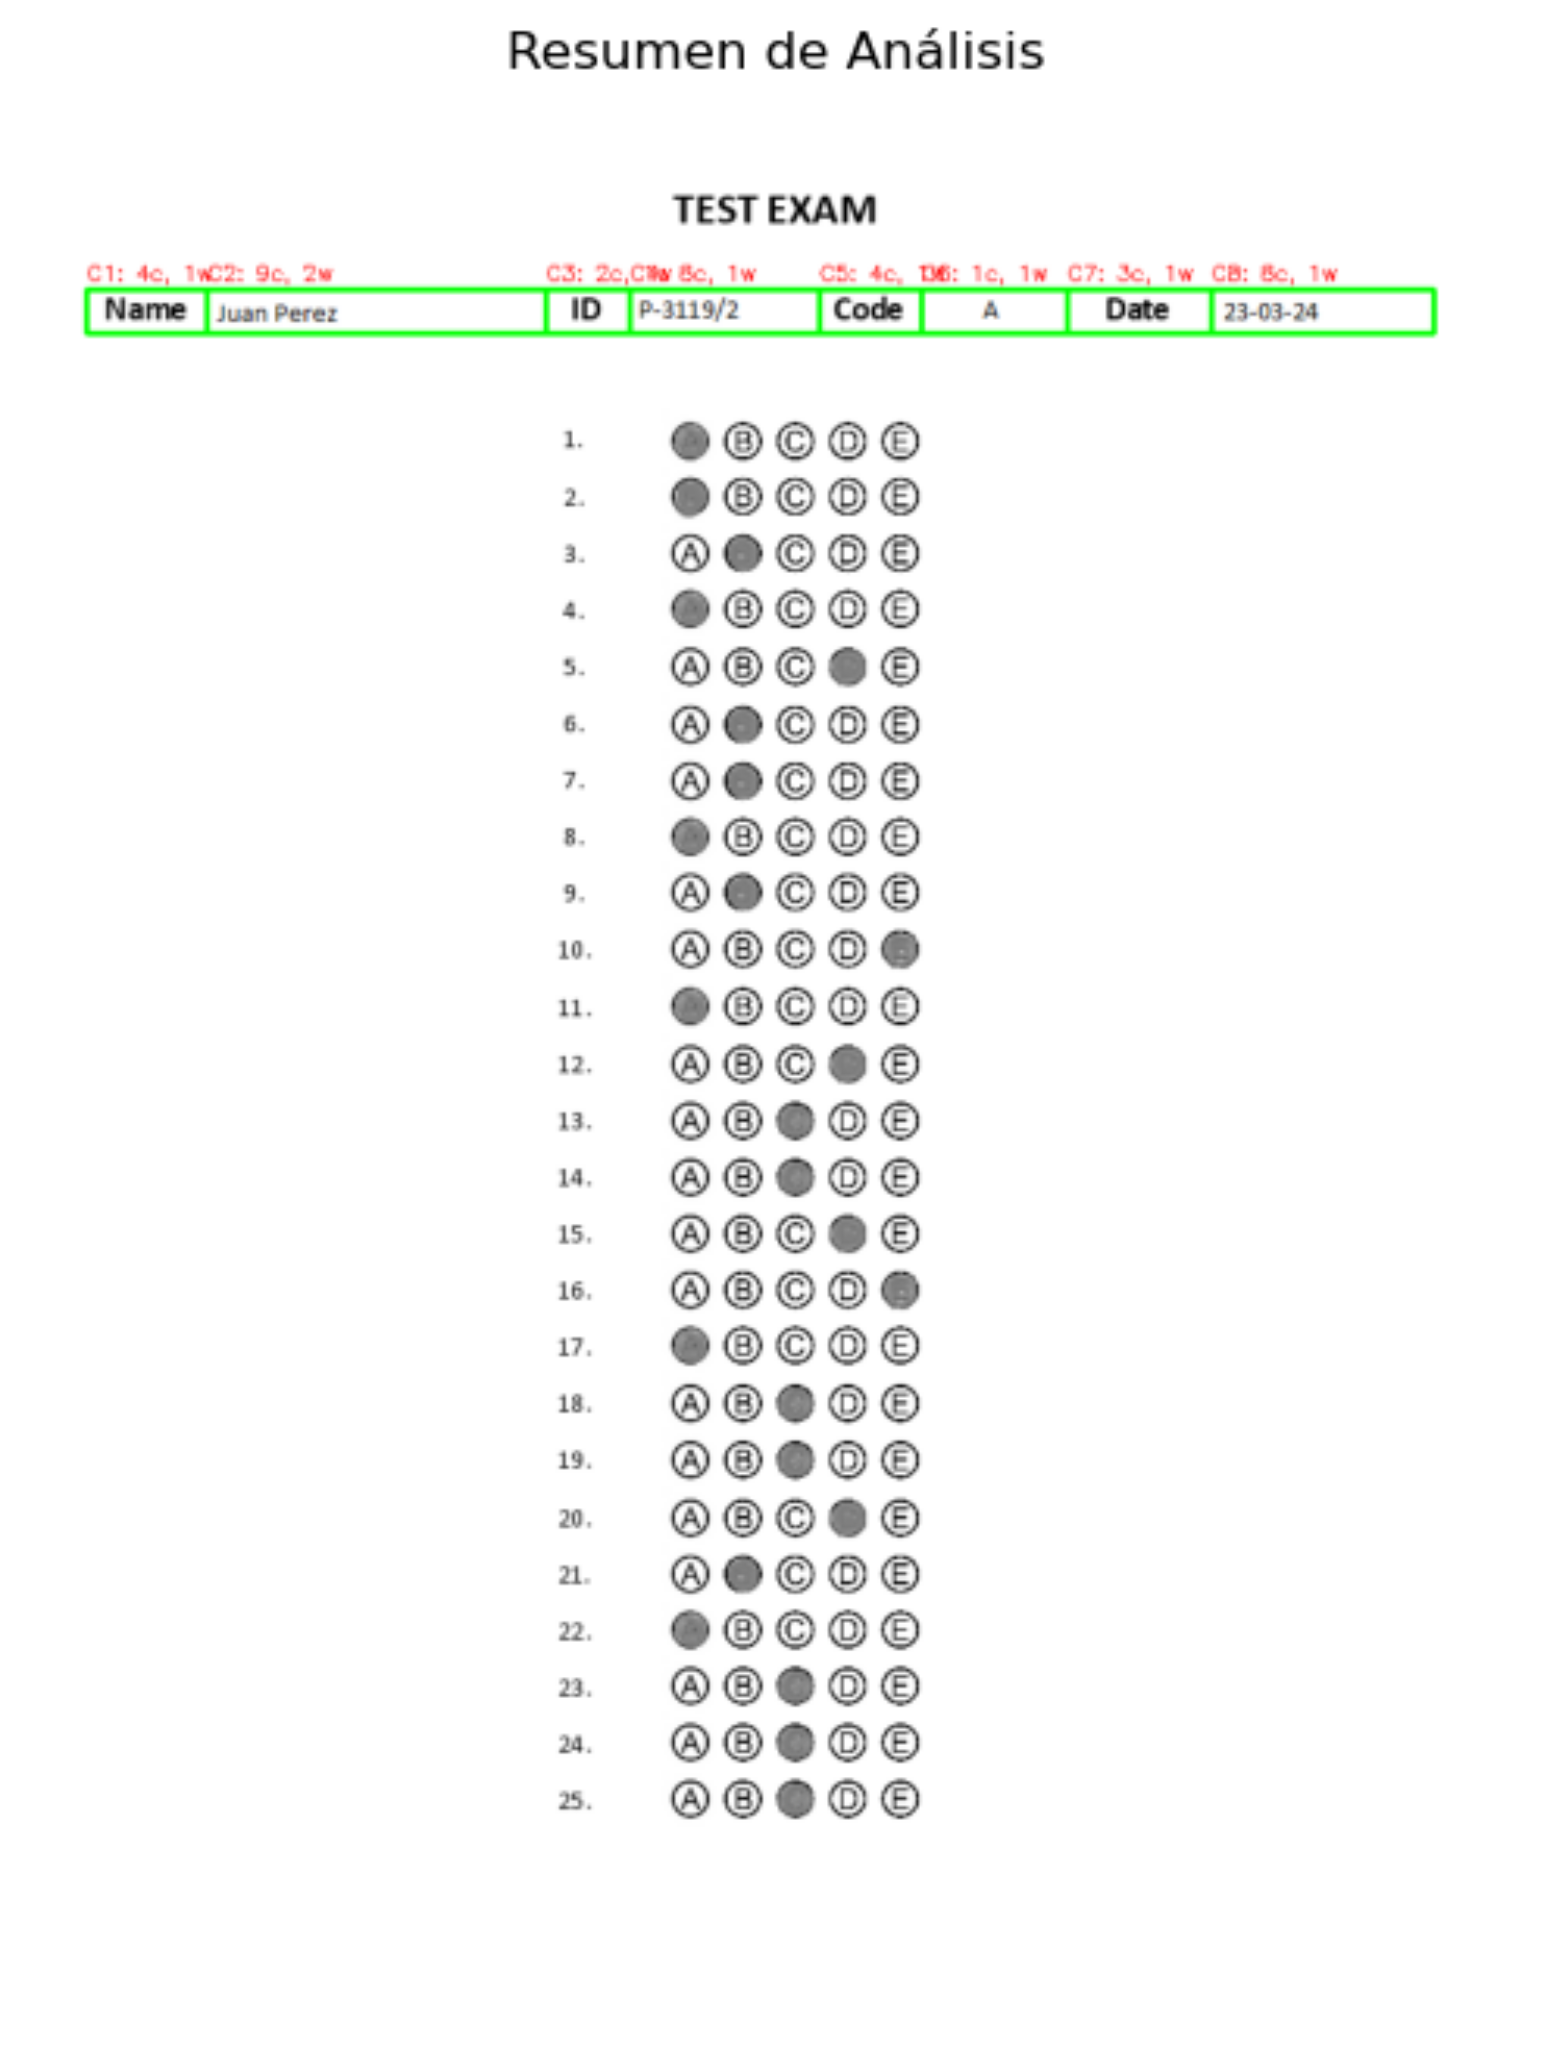 Resumen de Análisis
TEST EXAM
C1: 4c, 1w C2: 9c, 2w C3: 2c, 8c, 1w C5: 4c, C6: 1c, 1w C7: 3c, 1w C8: 8c, 1w
Name Juan Perez ID P-3119/2 Code A Date 23-03-24
1. B C D E
2. B C D E
3. A C D E
4. B C D E
5. A B C E
6. A C D E
7. A C D E
8. A B C D E
9. A C D E
10. A B C D
11. B C D E
12. A B C E
13. A B D E
14. A B D E
15. A B C E
16. A B C D
17. B C D E
18. A B D E
19. A B D E
20. A B C E
21. A C D E
22. B C D E
23. A B D E
24. A B D E
25. A B D E